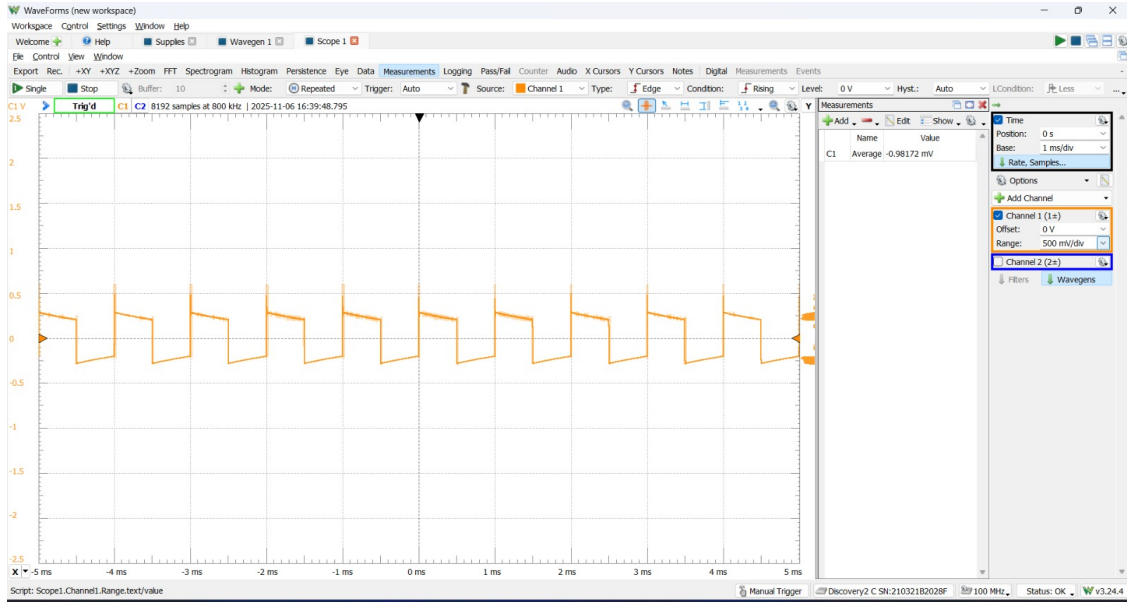 WaveForms (new workspace)
Workspace Control Settings Window Help
Welcome Help Supplies Wavegen 1 Scope 1
File Control View Window
Export Rec. +XY +XYZ +Zoom FFT Spectrogram Histogram Persistence Eye Data Measurements Logging Pass/Fail Counter Audio X Cursors Y Cursors Notes Digital Measurements Events
Single Stop Buffer: 10 Mode: Repeated Trigger: Auto Source: Channel 1 Type: Edge Condition: Rising Level: 0 V Hyst.: Auto LCondition: Less ...
C1 V Trig'd C1 C2 8192 samples at 800 kHz | 2025-11-06 16:39:48.795 Y
Measurements
Add Edit Show
Name Value
C1 Average -0.98172 mV
Time
Position: 0 s
Base: 1 ms/div
Rate, Samples...
Options
Add Channel
Channel 1 (1±)
Offset: 0 V
Range: 500 mV/div
Channel 2 (2±)
Filters Wavegens
2.5
2
1.5
1
0.5
0
-0.5
-1
-1.5
-2
-2.5
X -5 ms -4 ms -3 ms -2 ms -1 ms 0 ms 1 ms 2 ms 3 ms 4 ms 5 ms
Script: Scope1.Channel1.Range.text/value Manual Trigger Discovery2 C SN:210321B2028F 100 MHz Status: OK v3.24.4